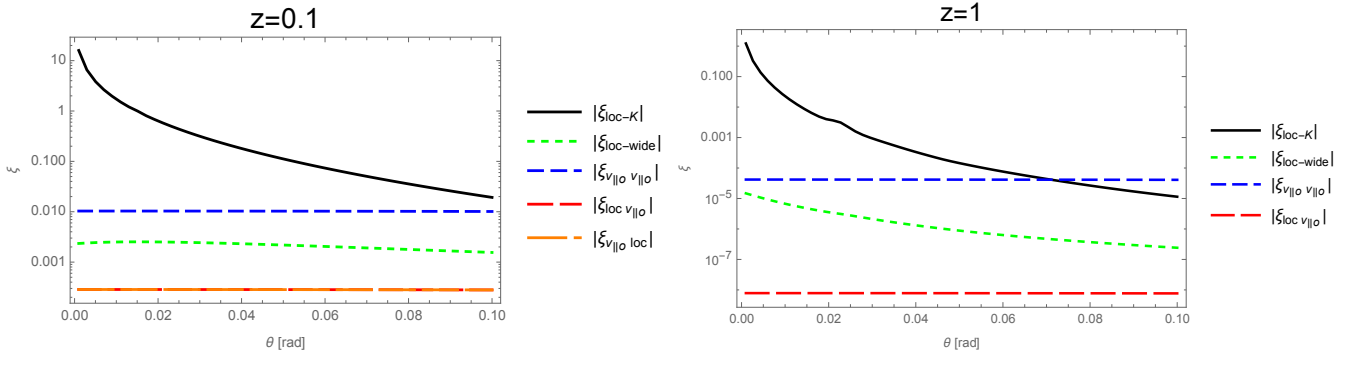 z=0.1
10
1
0.100
0.010
0.001
ξ
0.00 0.02 0.04 0.06 0.08 0.10
θ [rad]
|ξloc−K|
|ξloc−wide|
|ξv||o v||o|
|ξloc v||o|
|ξv||o loc|
z=1
0.100
0.001
10⁻⁵
10⁻⁷
ξ
0.00 0.02 0.04 0.06 0.08 0.10
θ [rad]
|ξloc−K|
|ξloc−wide|
|ξv||o v||o|
|ξloc v||o|